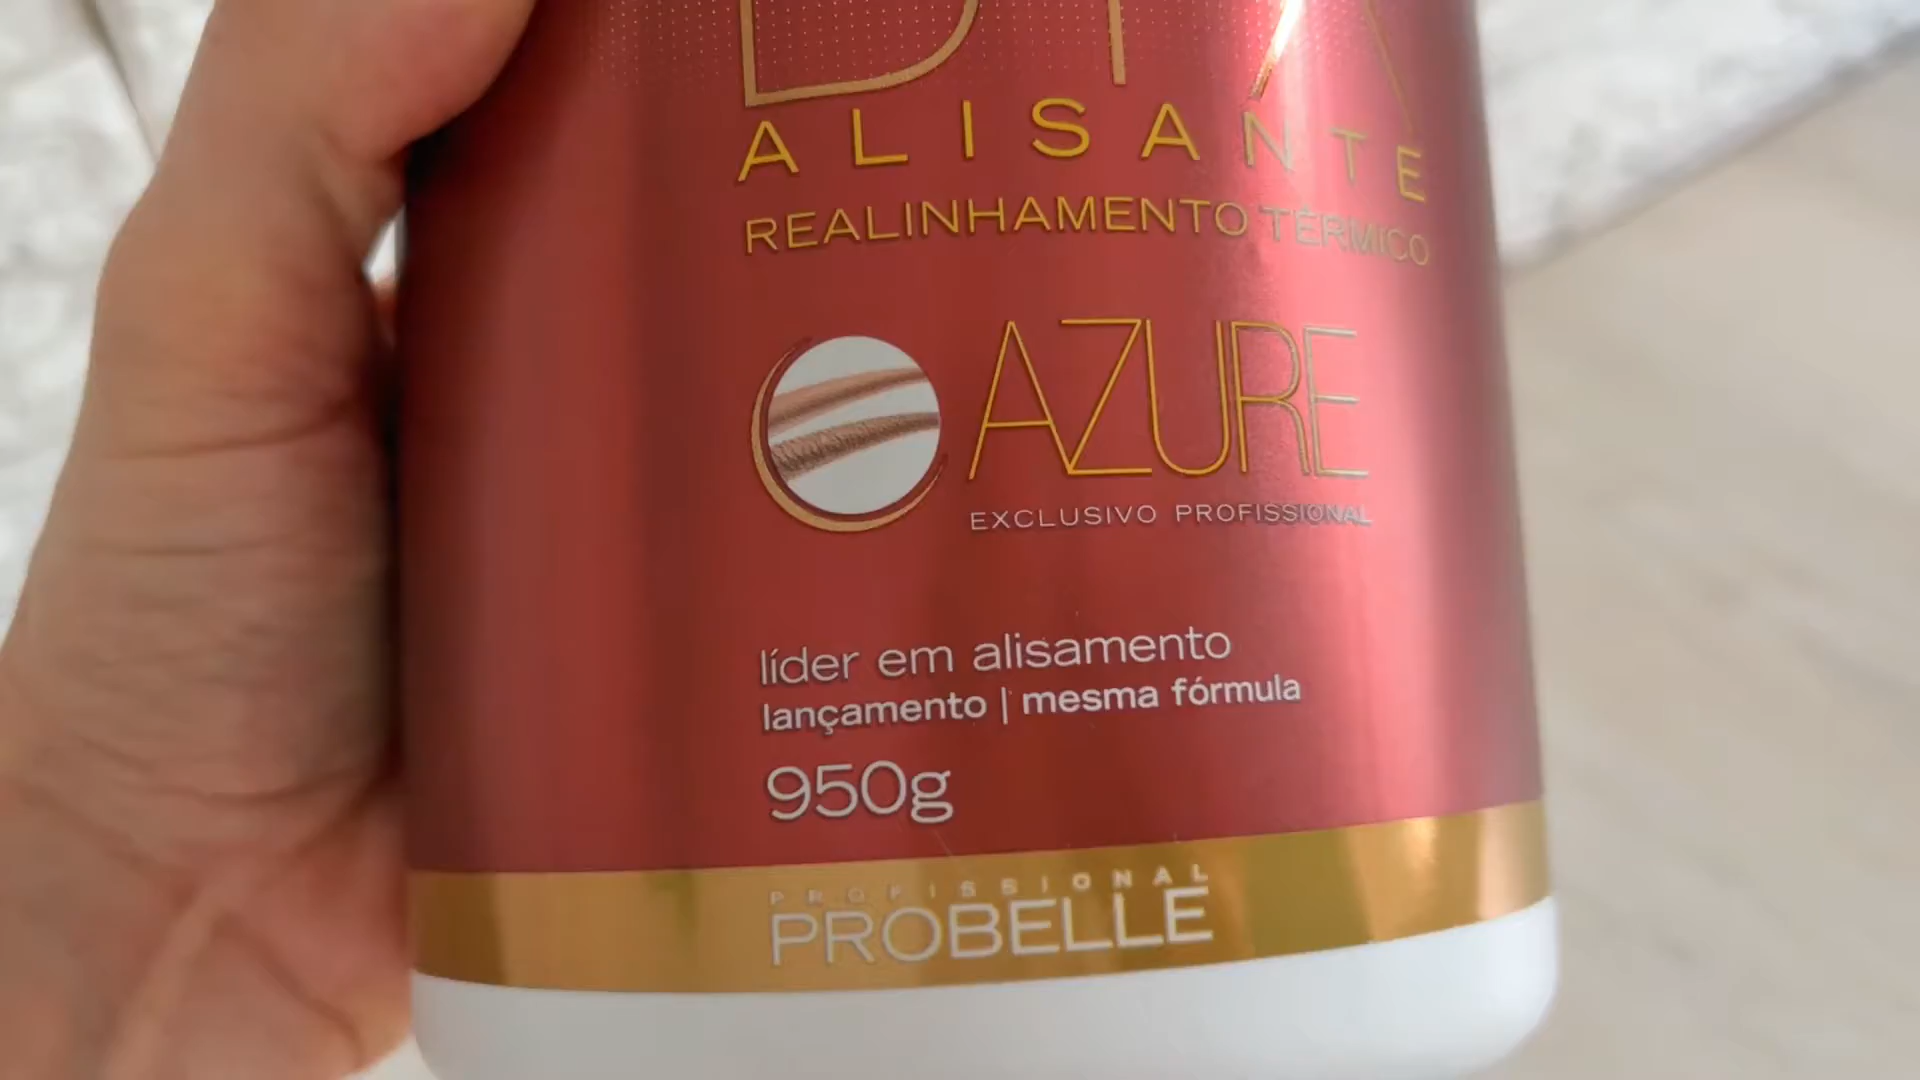 ALISANTE
REALINHAMENTO TÉRMICO
AZURE
EXCLUSIVO PROFISSIONAL
líder em alisamento
lançamento | mesma fórmula
950g
PROFISSIONAL
PROBELLE